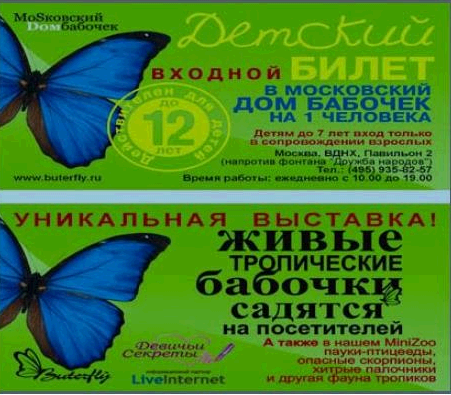 МоSковский
Dомбабочек
Детский
ВХОДНОЙ БИЛЕТ
В МОСКОВСКИЙ
ДОМ БАБОЧЕК
НА 1 ЧЕЛОВЕКА
Действителен для детей
до
12
лет
Детям до 7 лет вход только
в сопровождении взрослых
Москва, ВДНХ, Павильон 2
(напротив фонтана "Дружба народов")
Тел.: (495) 935-82-57
www.buterfly.ru
Время работы: ежедневно с 10.00 до 19.00
УНИКАЛЬНАЯ ВЫСТАВКА!
живые
ТРОПИЧЕСКИЕ
бабочки
садятся
на посетителей
А также в нашем MiniZoo
пауки-птицееды,
опасные скорпионы,
хитрые палочники
и другая фауна тропиков
Девичьи
Секреты
информационный партнер
LiveInternet
Buterfly